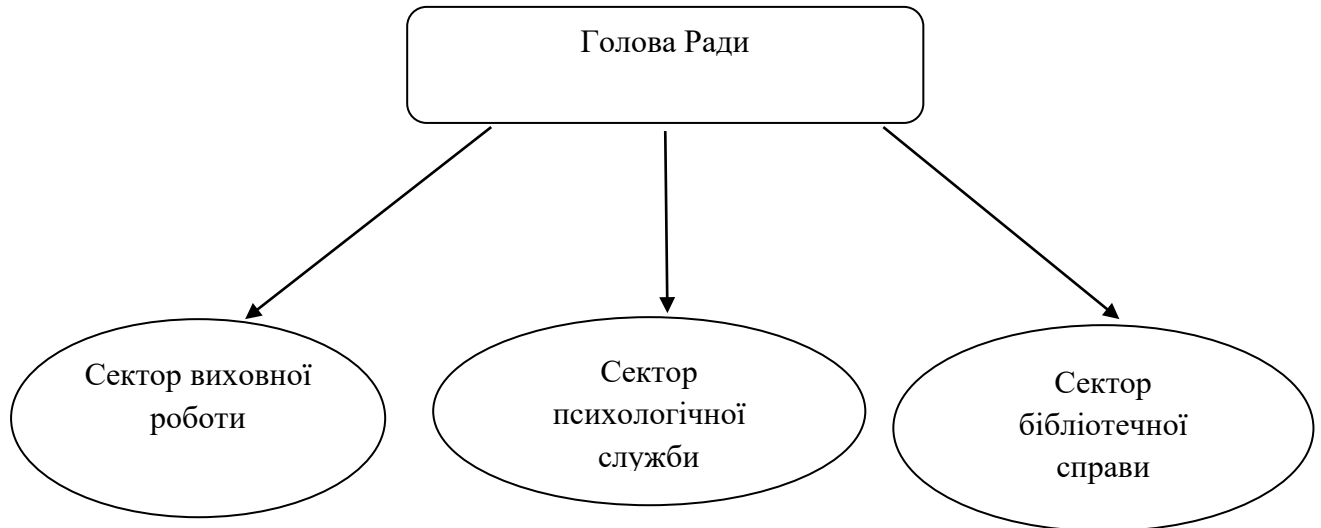 Голова Ради
Сектор виховної
роботи
Сектор
психологічної
служби
Сектор
бібліотечної
справи